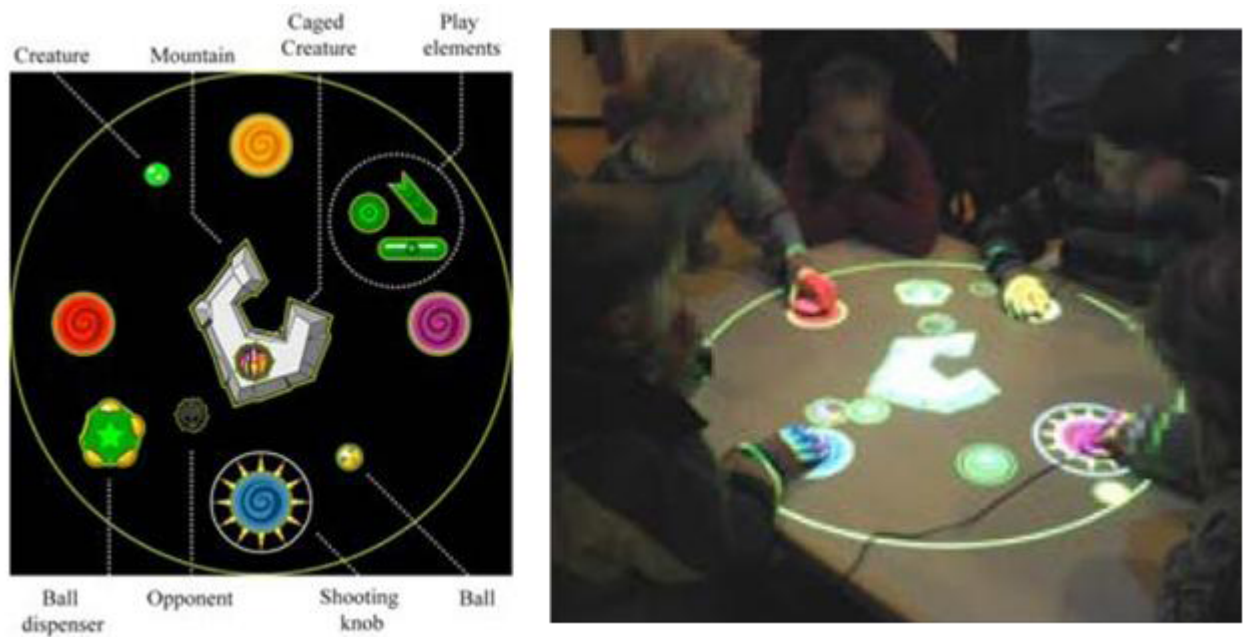 Creature
Mountain
Caged
Creature
Play
elements
Ball
dispenser
Opponent
Shooting
knob
Ball